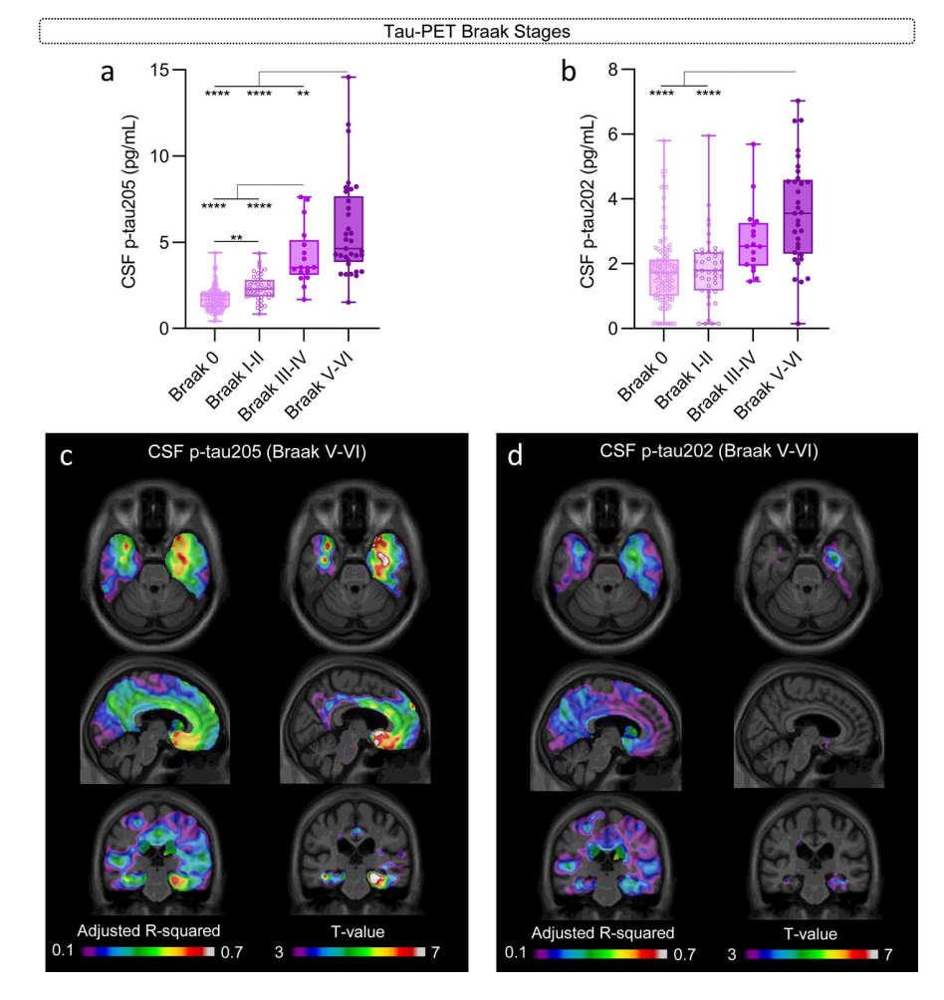 Tau-PET Braak Stages
a
15
10
5
0
CSF p-tau205 (pg/mL)
**** **** **
**** ****
**
Braak 0
Braak I-II
Braak III-IV
Braak V-VI
b
8
6
4
2
0
CSF p-tau202 (pg/mL)
**** ****
Braak 0
Braak I-II
Braak III-IV
Braak V-VI
c
CSF p-tau205 (Braak V-VI)
Adjusted R-squared
0.1 0.7
T-value
3 7
d
CSF p-tau202 (Braak V-VI)
Adjusted R-squared
0.1 0.7
T-value
3 7